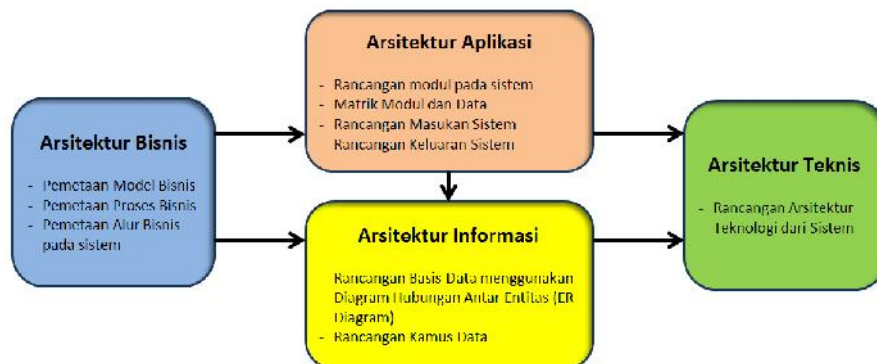 Arsitektur Bisnis
- Pemetaan Model Bisnis
- Pemetaan Proses Bisnis
- Pemetaan Alur Bisnis
pada sistem
Arsitektur Aplikasi
- Rancangan modul pada sistem
- Matrik Modul dan Data
- Rancangan Masukan Sistem
Rancangan Keluaran Sistem
Arsitektur Informasi
Rancangan Basis Data menggunakan
Diagram Hubungan Antar Entitas (ER
Diagram)
- Rancangan Kamus Data
Arsitektur Teknis
- Rancangan Arsitektur
Teknologi dari Sistem